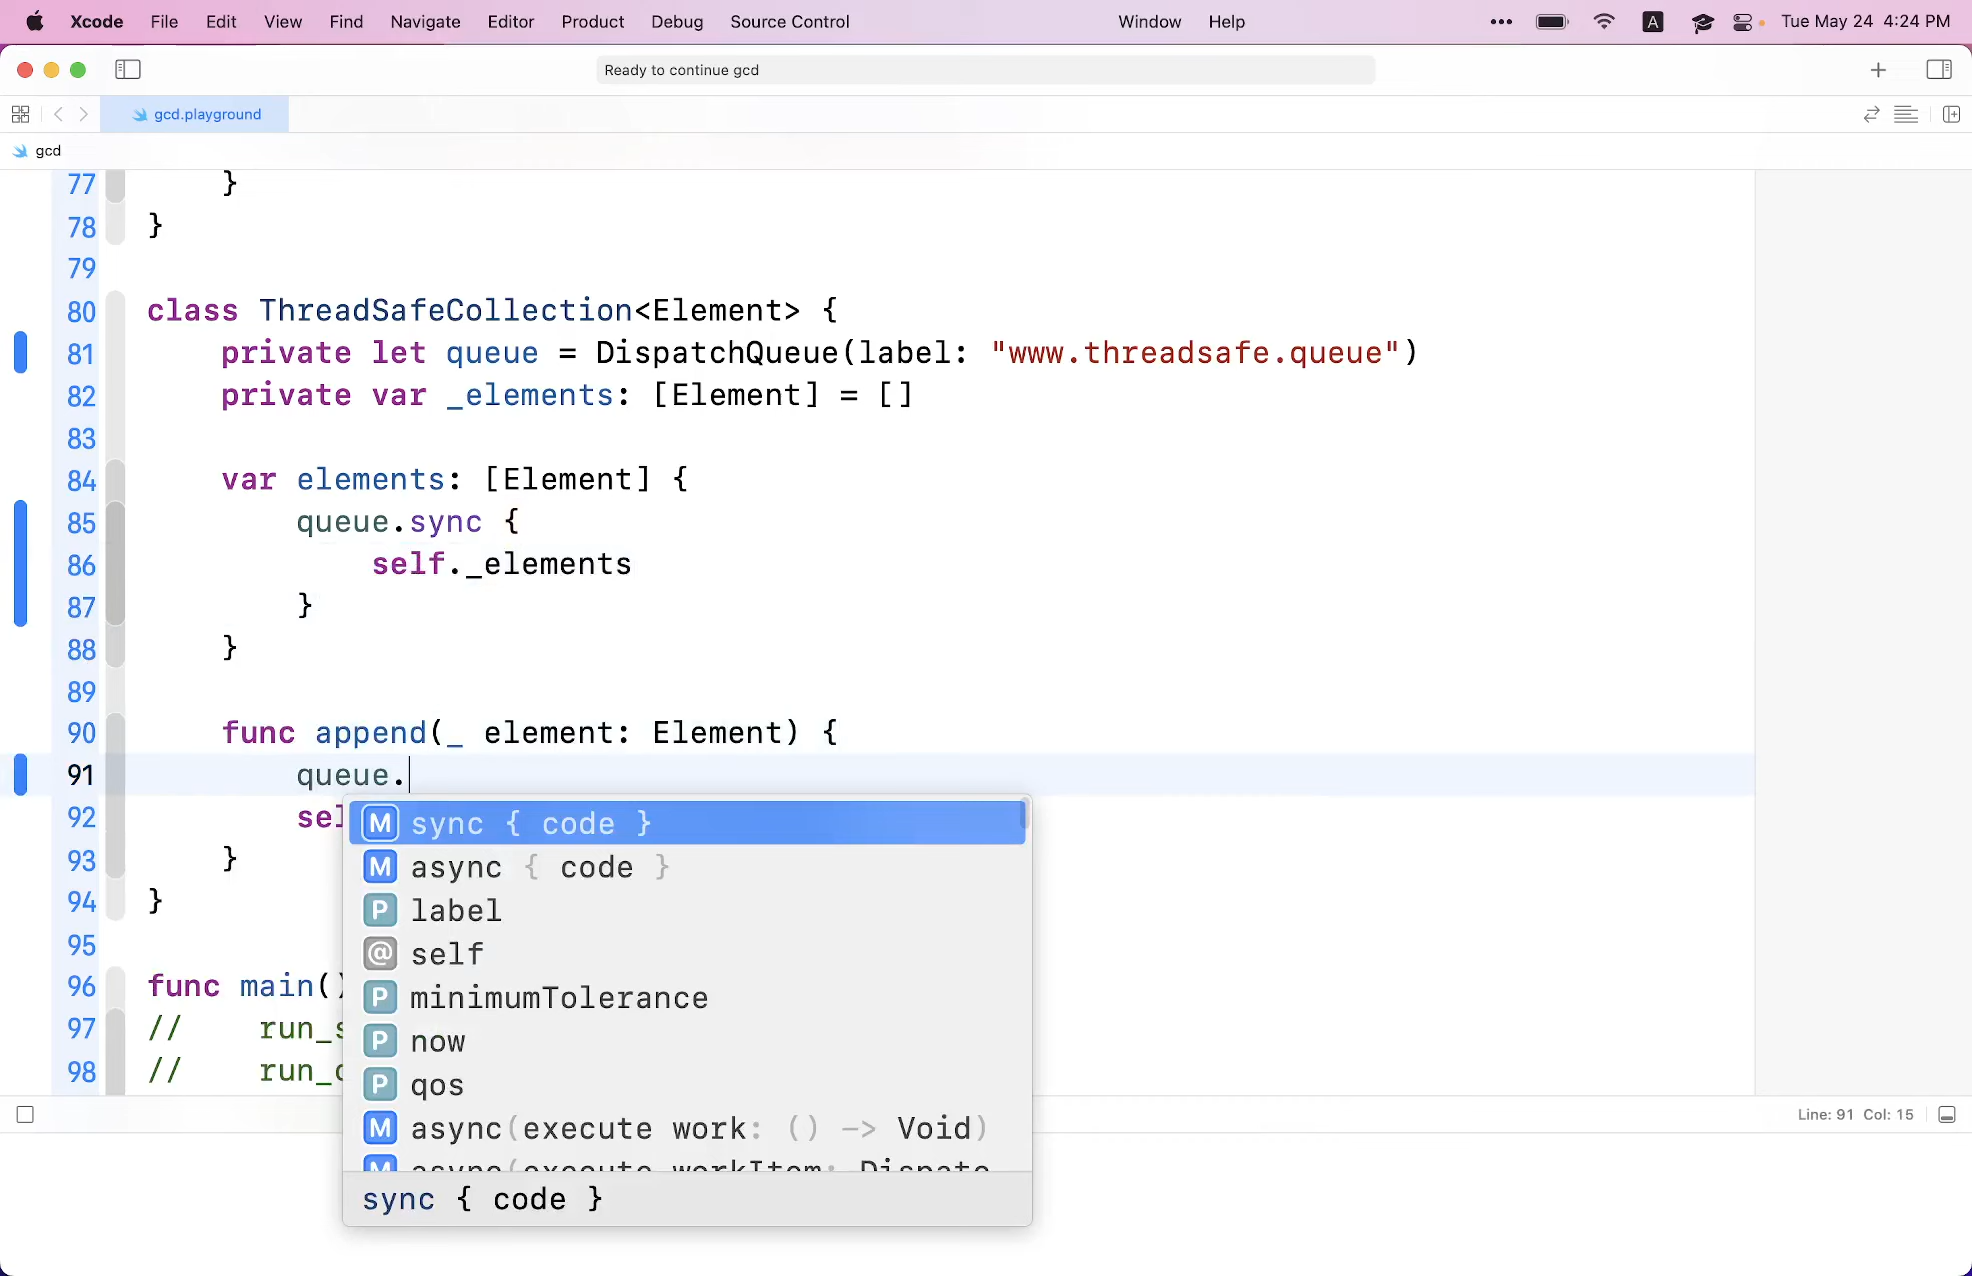 Xcode File Edit View Find Navigate Editor Product Debug Source Control Window Help A Tue May 24 4:24 PM
Ready to continue gcd
gcd.playground
gcd
77 }
78 }
79
80 class ThreadSafeCollection<Element> {
81 private let queue = DispatchQueue(label: "www.threadsafe.queue")
82 private var _elements: [Element] = []
83
84 var elements: [Element] {
85 queue.sync {
86 self._elements
87 }
88 }
89
90 func append(_ element: Element) {
91 queue.
92 sel
93 }
94 }
95
96 func main()
97 // run_s
98 // run_
M sync { code }
M async { code }
P label
@ self
P minimumTolerance
P now
P qos
M async(execute work: () -> Void)
M async(execute workItem: Dispatc
sync { code }
Line: 91 Col: 15